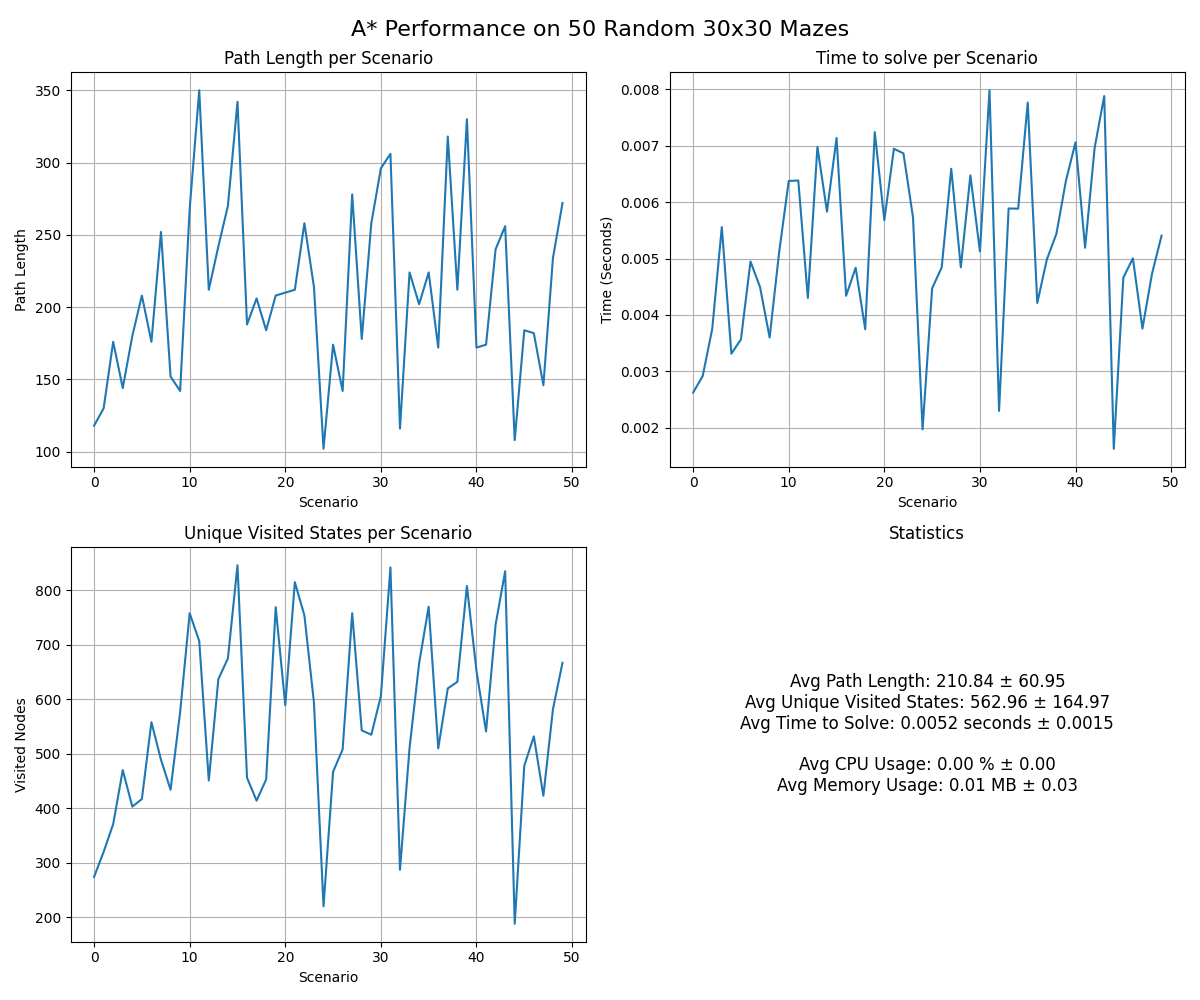 A* Performance on 50 Random 30x30 Mazes
Path Length per Scenario
350
300
250
200
150
100
Path Length
0 10 20 30 40 50
Scenario
Time to solve per Scenario
0.008
0.007
0.006
0.005
0.004
0.003
0.002
Time (Seconds)
0 10 20 30 40 50
Scenario
Unique Visited States per Scenario
800
700
600
500
400
300
200
Visited Nodes
0 10 20 30 40 50
Scenario
Statistics
Avg Path Length: 210.84 ± 60.95
Avg Unique Visited States: 562.96 ± 164.97
Avg Time to Solve: 0.0052 seconds ± 0.0015
Avg CPU Usage: 0.00 % ± 0.00
Avg Memory Usage: 0.01 MB ± 0.03